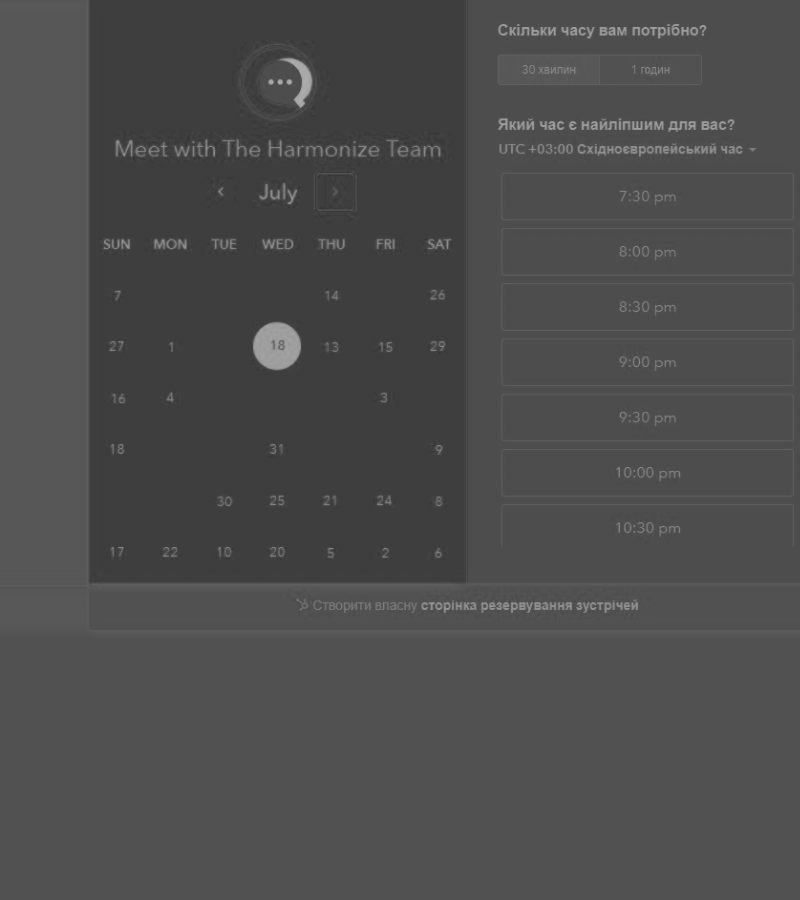 Meet with The Harmonize Team
July
SUN MON TUE WED THU FRI SAT
7 14 26
27 1 18 13 15 29
16 4 3
18 31 9
30 25 21 24 8
17 22 10 20 5 2 6
Скільки часу вам потрібно?
30 хвилин 1 годин
Який час є найліпшим для вас?
UTC +03:00 Східноєвропейський час
7:30 pm
8:00 pm
8:30 pm
9:00 pm
9:30 pm
10:00 pm
10:30 pm
Створити власну сторінка резервування зустрічей